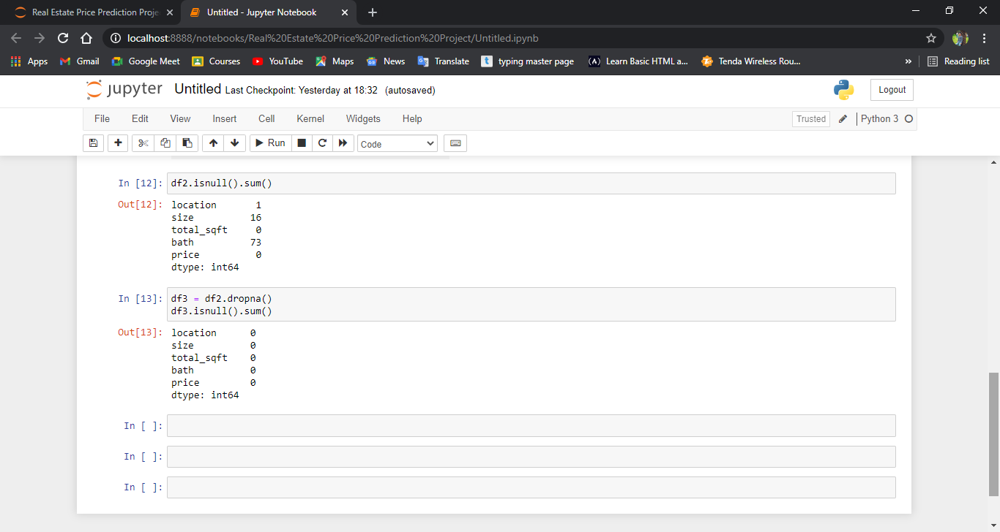 Real Estate Price Prediction Proje
Untitled - Jupyter Notebook
localhost:8888/notebooks/Real%20Estate%20Price%20Prediction%20Project/Untitled.ipynb
Apps Gmail Google Meet Courses YouTube Maps News Translate typing master page Learn Basic HTML a... Tenda Wireless Rou... » Reading list
jupyter Untitled Last Checkpoint: Yesterday at 18:32 (autosaved) Logout
File Edit View Insert Cell Kernel Widgets Help Trusted Python 3
Run Code
In [12]: df2.isnull().sum()
Out[12]: location 1
size 16
total_sqft 0
bath 73
price 0
dtype: int64
In [13]: df3 = df2.dropna()
df3.isnull().sum()
Out[13]: location 0
size 0
total_sqft 0
bath 0
price 0
dtype: int64
In [ ]:
In [ ]:
In [ ]: